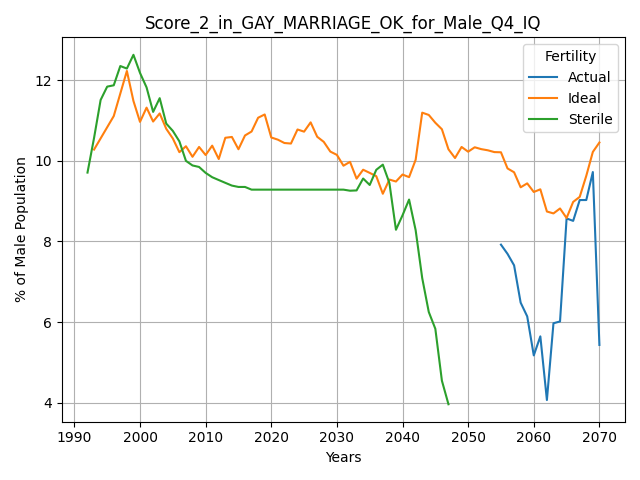 Score_2_in_GAY_MARRIAGE_OK_for_Male_Q4_IQ
Fertility
Actual
Ideal
Sterile
% of Male Population
12
10
8
6
4
1990 2000 2010 2020 2030 2040 2050 2060 2070
Years